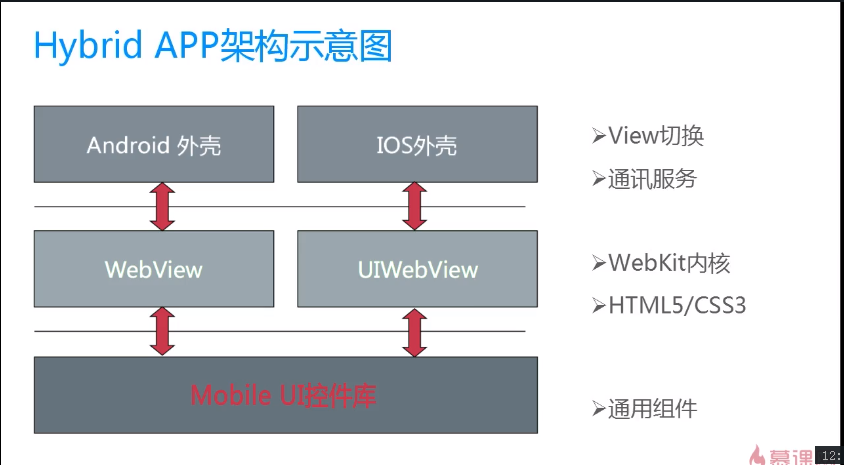 Hybrid APP架构示意图
Android 外壳
IOS外壳
➢View切换
➢通讯服务
WebView
UIWebView
➢WebKit内核
➢HTML5/CSS3
Mobile UI控件库
➢通用组件
慕课
12: